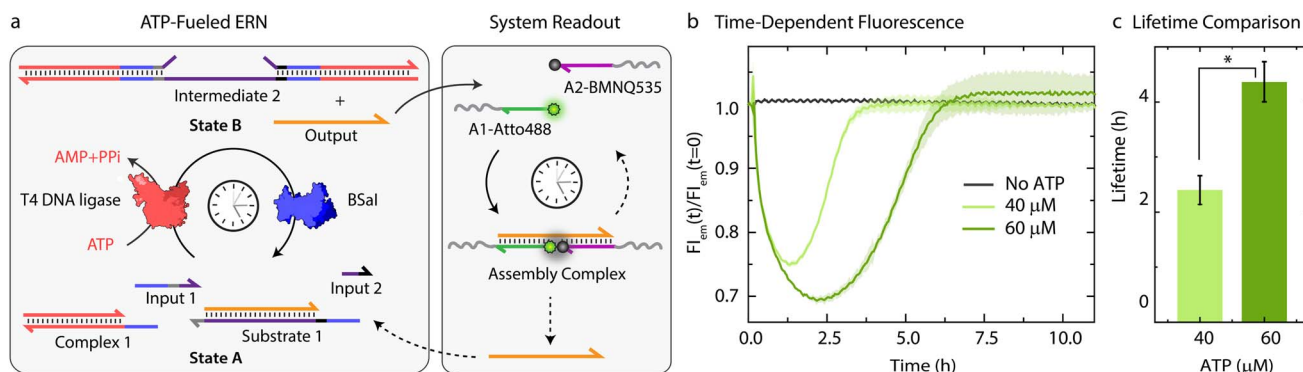 a
ATP-Fueled ERN
System Readout
Intermediate 2
+
State B
Output
AMP+PPi
T4 DNA ligase
BSaI
ATP
Input 1
Input 2
Complex 1
Substrate 1
State A
A2-BMNQ535
A1-Atto488
Assembly Complex
b Time-Dependent Fluorescence
FI_em(t)/FI_em(t=0)
1.0
0.9
0.8
0.7
No ATP
40 μM
60 μM
0.0 2.5 5.0 7.5 10.0
Time (h)
c Lifetime Comparison
*
Lifetime (h)
4
2
0
40 60
ATP (μM)